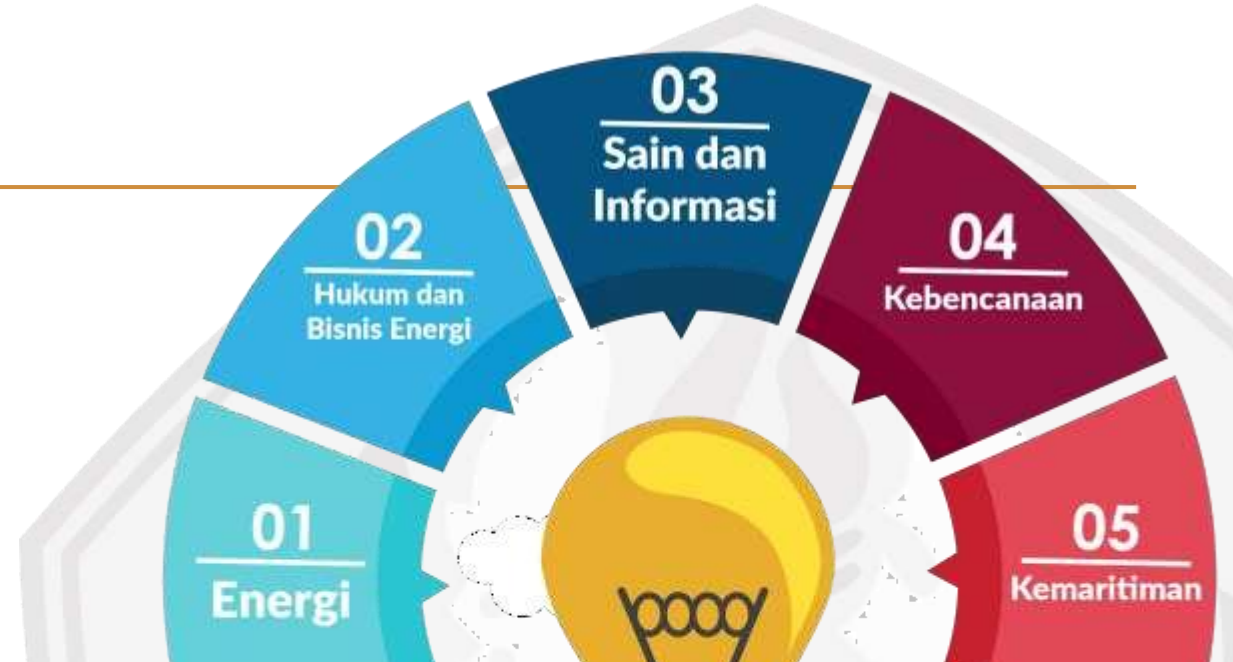 01
Energi
02
Hukum dan
Bisnis Energi
03
Sain dan
Informasi
04
Kebencanaan
05
Kemaritiman